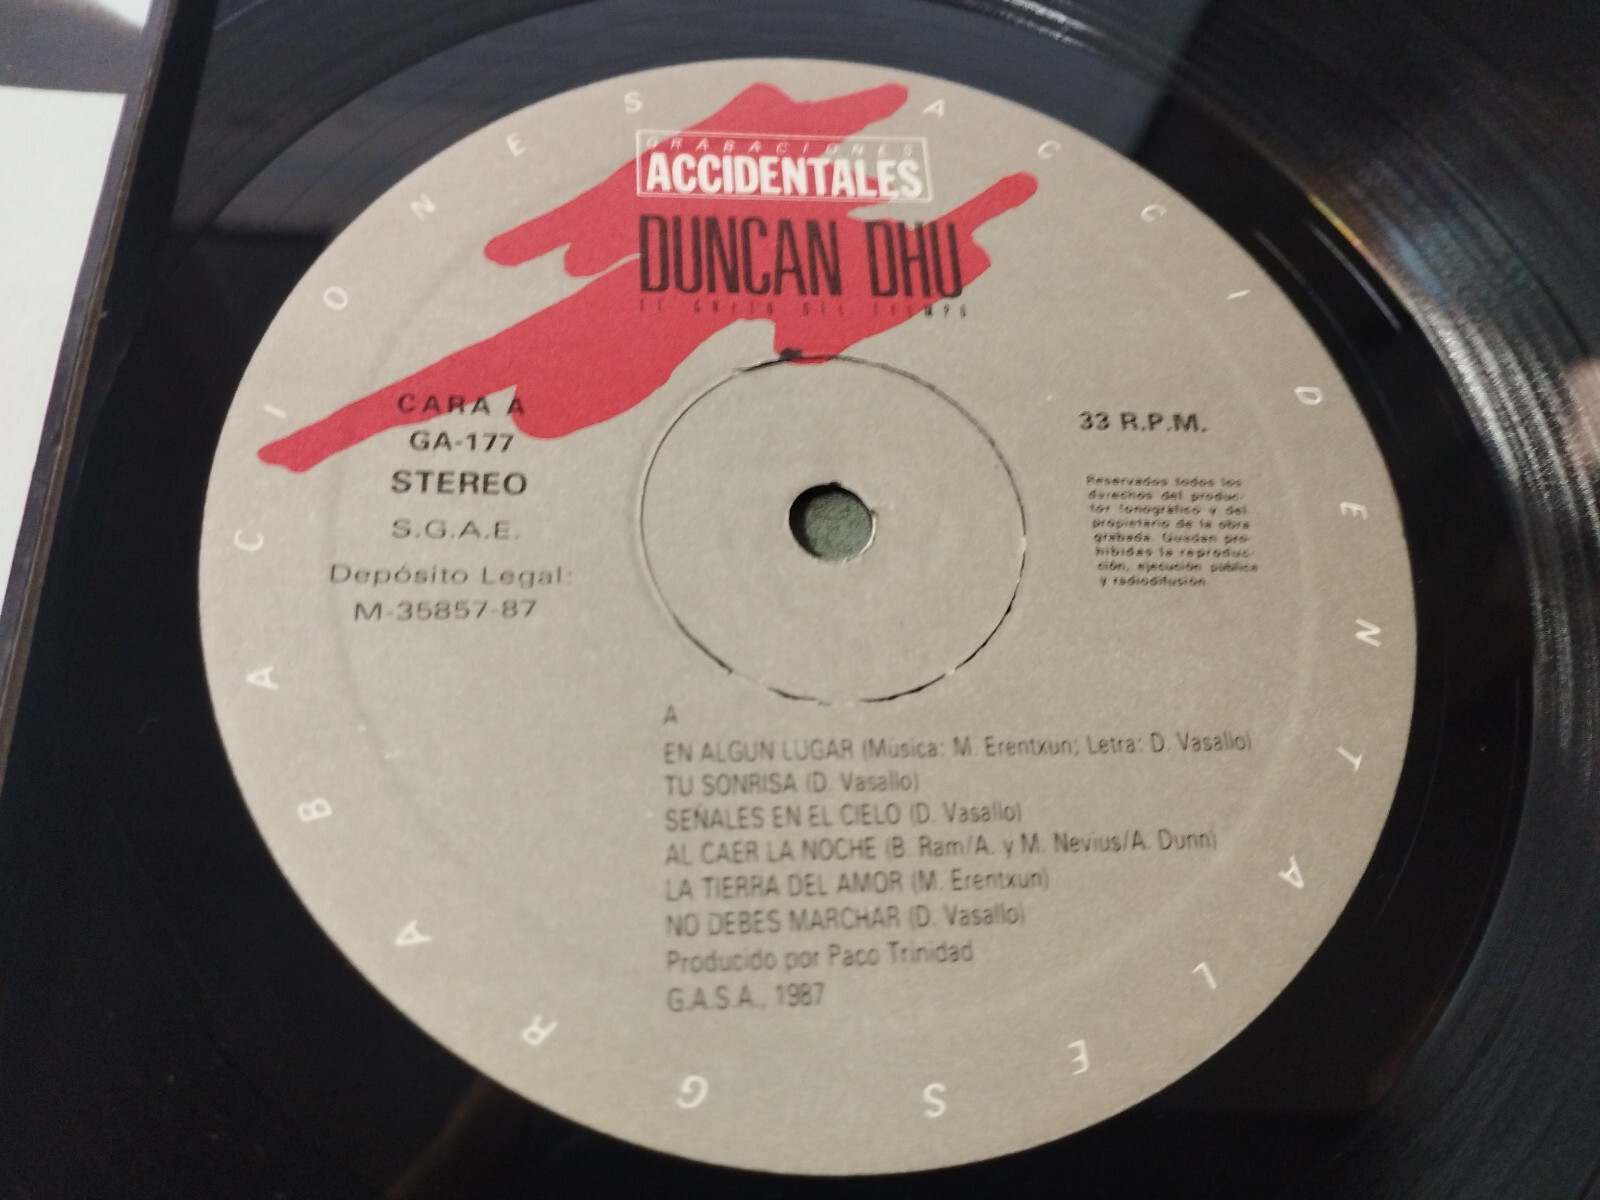 GRABACIONES
ACCIDENTALES
DUNCAN DHU
EL GRITO DEL TIEMPO
CARA A
GA-177
STEREO
S.G.A.E.
Depósito Legal:
M-35857-87
33 R.P.M.
Reservados todos los
derechos del produc-
tor fonográfico y del
propietario de la obra
grabada. Quedan pro-
hibidas la reproduc-
ción, ejecución pública
y radiodifusión.
A
EN ALGUN LUGAR (Música: M. Erentxun; Letra: D. Vasallo)
TU SONRISA (D. Vasallo)
SEÑALES EN EL CIELO (D. Vasallo)
AL CAER LA NOCHE (B. Ram/A. y M. Nevius/A. Dunn)
LA TIERRA DEL AMOR (M. Erentxun)
NO DEBES MARCHAR (D. Vasallo)
Producido por Paco Trinidad
G.A.S.A., 1987
GRABACIONES ACCIDENTALES